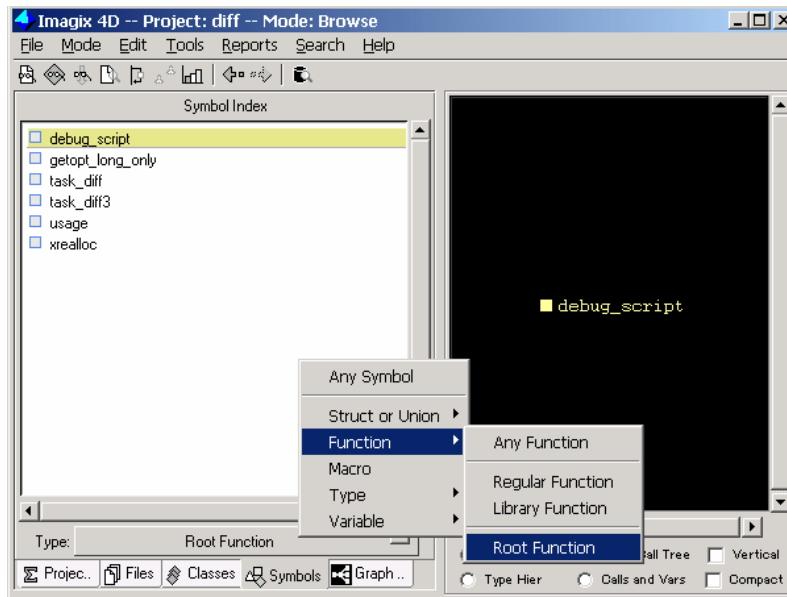 Imagix 4D -- Project: diff -- Mode: Browse
File Mode Edit Tools Reports Search Help
Symbol Index
debug_script
getopt_long_only
task_diff
task_diff3
usage
xrealloc
debug_script
Any Symbol
Struct or Union
Function
Macro
Type
Variable
Any Function
Regular Function
Library Function
Root Function
Type: Root Function
Tree Vertical
Projec.. Files Classes Symbols Graph ..
Type Hier Calls and Vars Compact